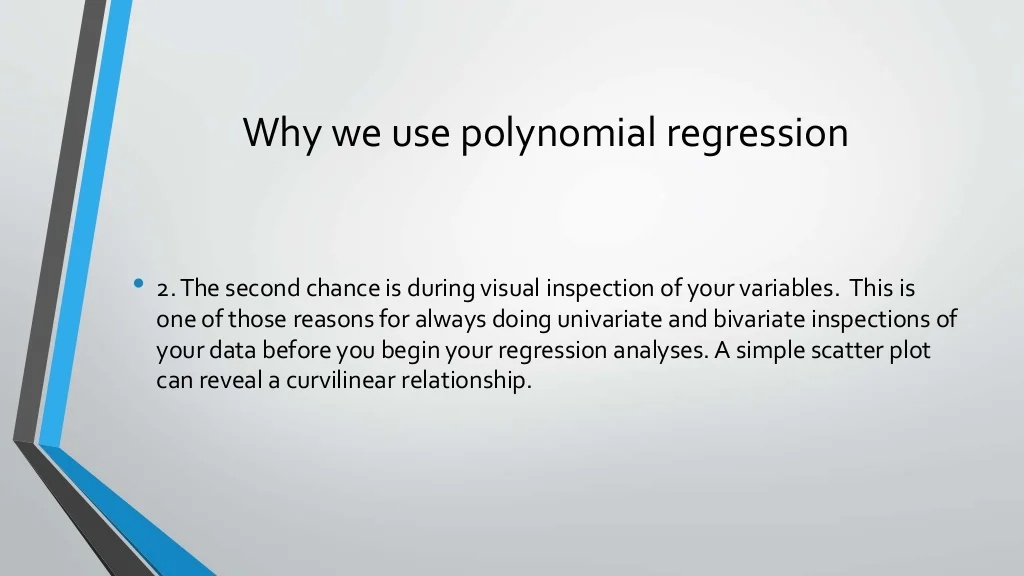 Why we use polynomial regression
• 2. The second chance is during visual inspection of your variables.  This is
one of those reasons for always doing univariate and bivariate inspections of
your data before you begin your regression analyses. A simple scatter plot
can reveal a curvilinear relationship.